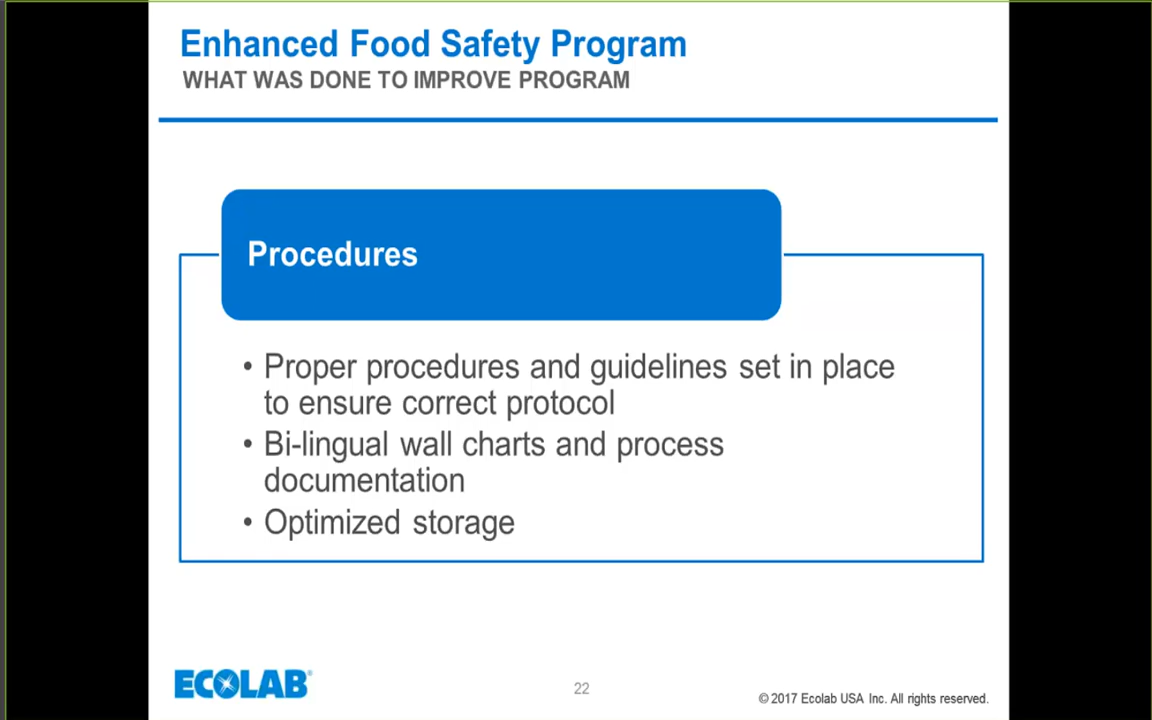 Enhanced Food Safety Program
WHAT WAS DONE TO IMPROVE PROGRAM
Procedures
• Proper procedures and guidelines set in place
to ensure correct protocol
• Bi-lingual wall charts and process
documentation
• Optimized storage
ECOLAB®
22
© 2017 Ecolab USA Inc. All rights reserved.